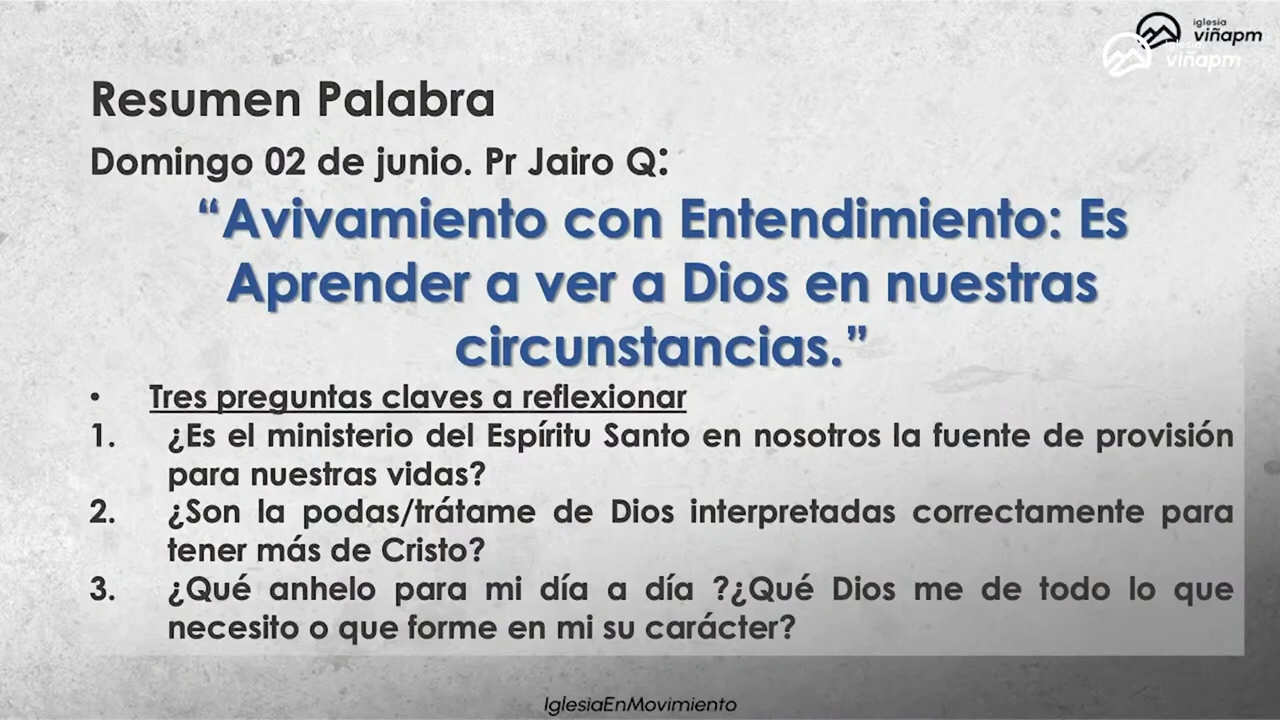 iglesia
viñapm
iglesia
viñapm
Resumen Palabra
Domingo 02 de junio. Pr Jairo Q:
“Avivamiento con Entendimiento: Es
Aprender a ver a Dios en nuestras
circunstancias.”
• Tres preguntas claves a reflexionar
1. ¿Es el ministerio del Espíritu Santo en nosotros la fuente de provisión
para nuestras vidas?
2. ¿Son la podas/trátame de Dios interpretadas correctamente para
tener más de Cristo?
3. ¿Qué anhelo para mi día a día ?¿Qué Dios me de todo lo que
necesito o que forme en mi su carácter?
IglesiaEnMovimiento